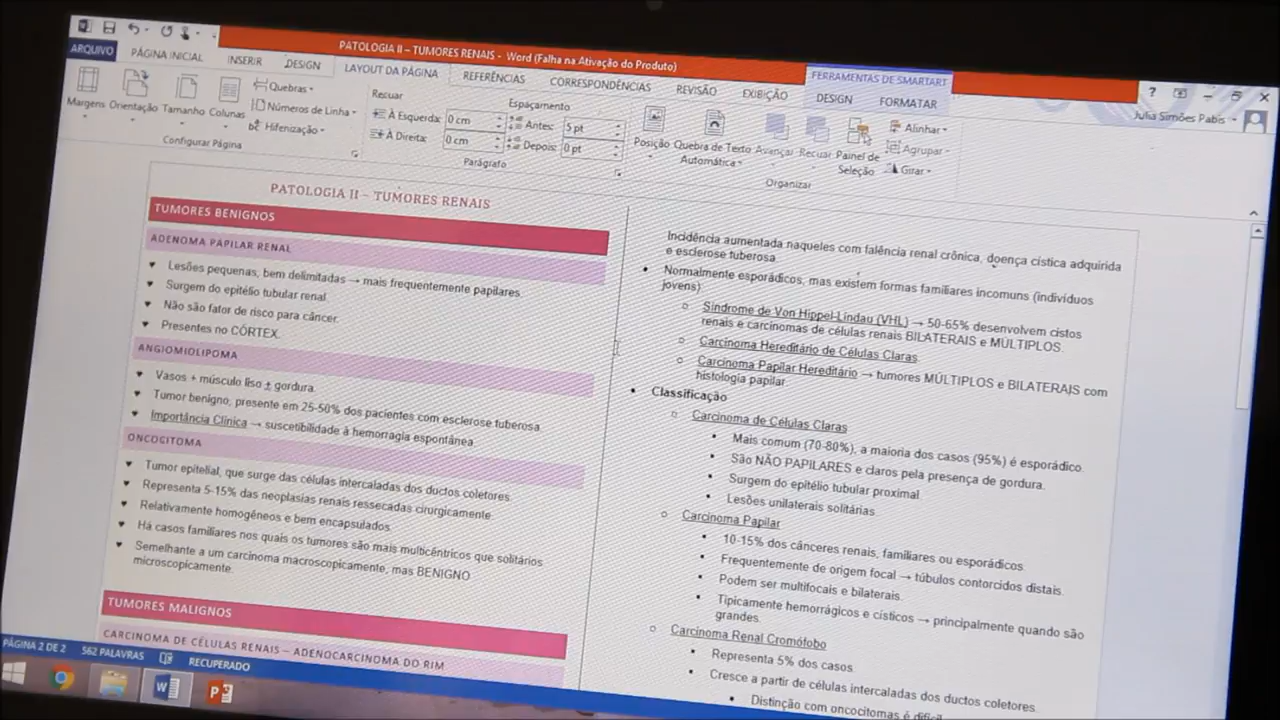 PATOLOGIA II – TUMORES RENAIS - Word (Falha na Ativação do Produto)
FERRAMENTAS DE SMARTART
ARQUIVO PÁGINA INICIAL INSERIR DESIGN LAYOUT DA PÁGINA REFERÊNCIAS CORRESPONDÊNCIAS REVISÃO EXIBIÇÃO DESIGN FORMATAR
Julia Simões Pabis
Margens Orientação Tamanho Colunas
Quebras
Números de Linha
Hifenização
Configurar Página
Recuar
À Esquerda: 0 cm
À Direita: 0 cm
Espaçamento
Antes: 5 pt
Depois: 0 pt
Parágrafo
Posição Quebra de Texto Automática Avançar Recuar Painel de Seleção
Alinhar
Agrupar
Girar
Organizar
PATOLOGIA II – TUMORES RENAIS
TUMORES BENIGNOS
ADENOMA PAPILAR RENAL
♥ Lesões pequenas, bem delimitadas → mais frequentemente papilares.
♥ Surgem do epitélio tubular renal.
♥ Não são fator de risco para câncer.
♥ Presentes no CÓRTEX.
ANGIOMIOLIPOMA
♥ Vasos + músculo liso ± gordura.
♥ Tumor benigno, presente em 25-50% dos pacientes com esclerose tuberosa.
♥ Importância Clínica → suscetibilidade à hemorragia espontânea.
ONCOCITOMA
♥ Tumor epitelial, que surge das células intercaladas dos ductos coletores.
♥ Representa 5-15% das neoplasias renais ressecadas cirurgicamente.
♥ Relativamente homogêneos e bem encapsulados.
♥ Há casos familiares nos quais os tumores são mais multicêntricos que solitários
♥ Semelhante a um carcinoma macroscopicamente, mas BENIGNO
microscopicamente.
TUMORES MALIGNOS
CARCINOMA DE CÉLULAS RENAIS – ADENOCARCINOMA DO RIM
Incidência aumentada naqueles com falência renal crônica, doença cística adquirida
e esclerose tuberosa
• Normalmente esporádicos, mas existem formas familiares incomuns (indivíduos
jovens)
○ Síndrome de Von Hippel-Lindau (VHL) → 50-65% desenvolvem cistos
renais e carcinomas de células renais BILATERAIS e MÚLTIPLOS.
○ Carcinoma Hereditário de Células Claras
○ Carcinoma Papilar Hereditário → tumores MÚLTIPLOS e BILATERAIS com
histologia papilar
• Classificação
○ Carcinoma de Células Claras
▪ Mais comum (70-80%), a maioria dos casos (95%) é esporádico.
▪ São NÃO PAPILARES e claros pela presença de gordura.
▪ Surgem do epitélio tubular proximal.
▪ Lesões unilaterais solitárias
○ Carcinoma Papilar
▪ 10-15% dos cânceres renais, familiares ou esporádicos.
▪ Frequentemente de origem focal → túbulos contorcidos distais.
▪ Podem ser multifocais e bilaterais.
▪ Tipicamente hemorrágicos e císticos → principalmente quando são
grandes.
○ Carcinoma Renal Cromófobo
▪ Representa 5% dos casos
▪ Cresce a partir de células intercaladas dos ductos coletores
▪ Distinção com oncocitomas é difícil
PÁGINA 2 DE 2 562 PALAVRAS RECUPERADO